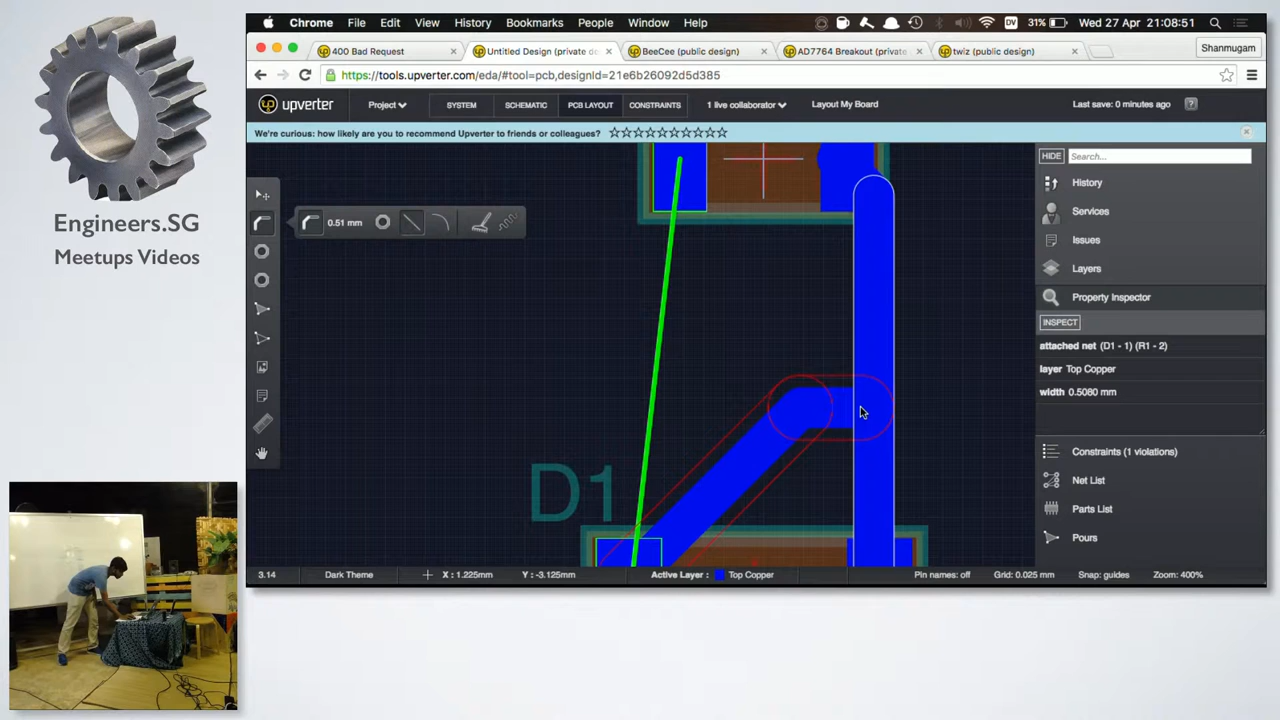 Chrome File Edit View History Bookmarks People Window Help DV 31% Wed 27 Apr 21:08:51
400 Bad Request × Untitled Design (private de × BeeCee (public design) × AD7764 Breakout (private × twiz (public design) × Shanmugam
https://tools.upverter.com/eda/#tool=pcb,designId=21e6b26092d5d385
up upverter Project SYSTEM SCHEMATIC PCB LAYOUT CONSTRAINTS 1 live collaborator Layout My Board Last save: 0 minutes ago ?
We're curious: how likely are you to recommend Upverter to friends or colleagues?
HIDE Search...
History
0.51 mm
Services
Issues
Layers
Property Inspector
INSPECT
attached net (D1 - 1) (R1 - 2)
layer Top Copper
width 0.5080 mm
Constraints (1 violations)
Net List
Parts List
Pours
D1
3.14 Dark Theme X : 1.225mm Y : -3.125mm Active Layer : Top Copper Pin names: off Grid: 0.025 mm Snap: guides Zoom: 400%
Engineers.SG
Meetups Videos